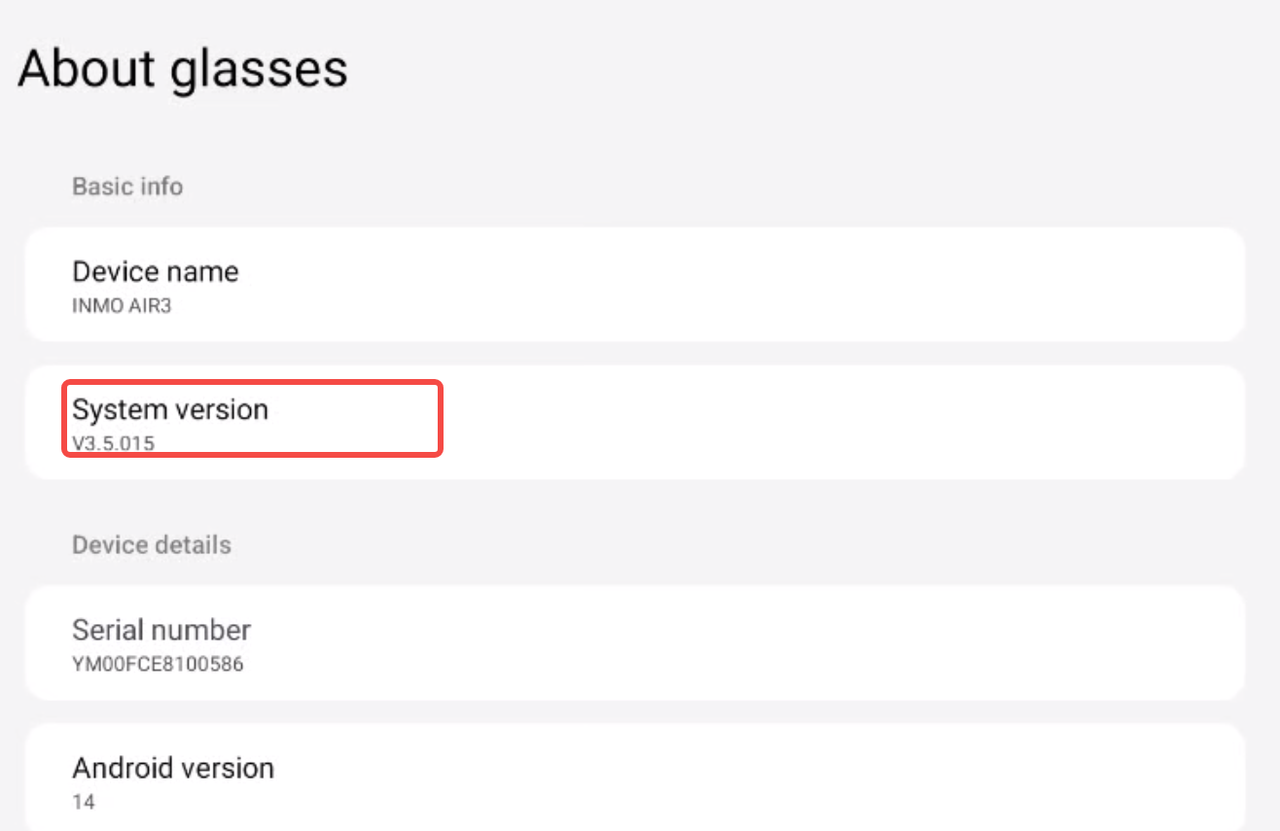 About glasses
Basic info
Device name
INMO AIR3
System version
V3.5.015
Device details
Serial number
YM00FCE8100586
Android version
14